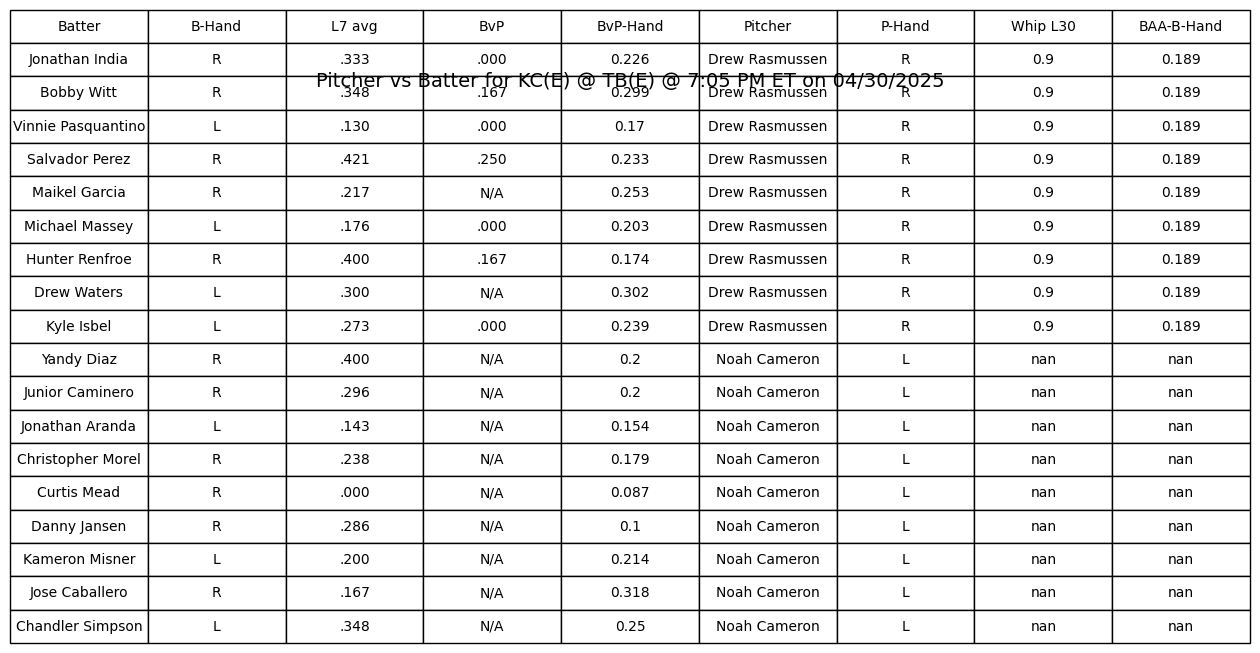 Batter B-Hand L7 avg BvP BvP-Hand Pitcher P-Hand Whip L30 BAA-B-Hand
Jonathan India R .333 .000 0.226 Drew Rasmussen R 0.9 0.189
Pitcher vs Batter for KC(E) @ TB(E) @ 7:05 PM ET on 04/30/2025
Bobby Witt R .348 .167 0.299 Drew Rasmussen R 0.9 0.189
Vinnie Pasquantino L .130 .000 0.17 Drew Rasmussen R 0.9 0.189
Salvador Perez R .421 .250 0.233 Drew Rasmussen R 0.9 0.189
Maikel Garcia R .217 N/A 0.253 Drew Rasmussen R 0.9 0.189
Michael Massey L .176 .000 0.203 Drew Rasmussen R 0.9 0.189
Hunter Renfroe R .400 .167 0.174 Drew Rasmussen R 0.9 0.189
Drew Waters L .300 N/A 0.302 Drew Rasmussen R 0.9 0.189
Kyle Isbel L .273 .000 0.239 Drew Rasmussen R 0.9 0.189
Yandy Diaz R .400 N/A 0.2 Noah Cameron L nan nan
Junior Caminero R .296 N/A 0.2 Noah Cameron L nan nan
Jonathan Aranda L .143 N/A 0.154 Noah Cameron L nan nan
Christopher Morel R .238 N/A 0.179 Noah Cameron L nan nan
Curtis Mead R .000 N/A 0.087 Noah Cameron L nan nan
Danny Jansen R .286 N/A 0.1 Noah Cameron L nan nan
Kameron Misner L .200 N/A 0.214 Noah Cameron L nan nan
Jose Caballero R .167 N/A 0.318 Noah Cameron L nan nan
Chandler Simpson L .348 N/A 0.25 Noah Cameron L nan nan